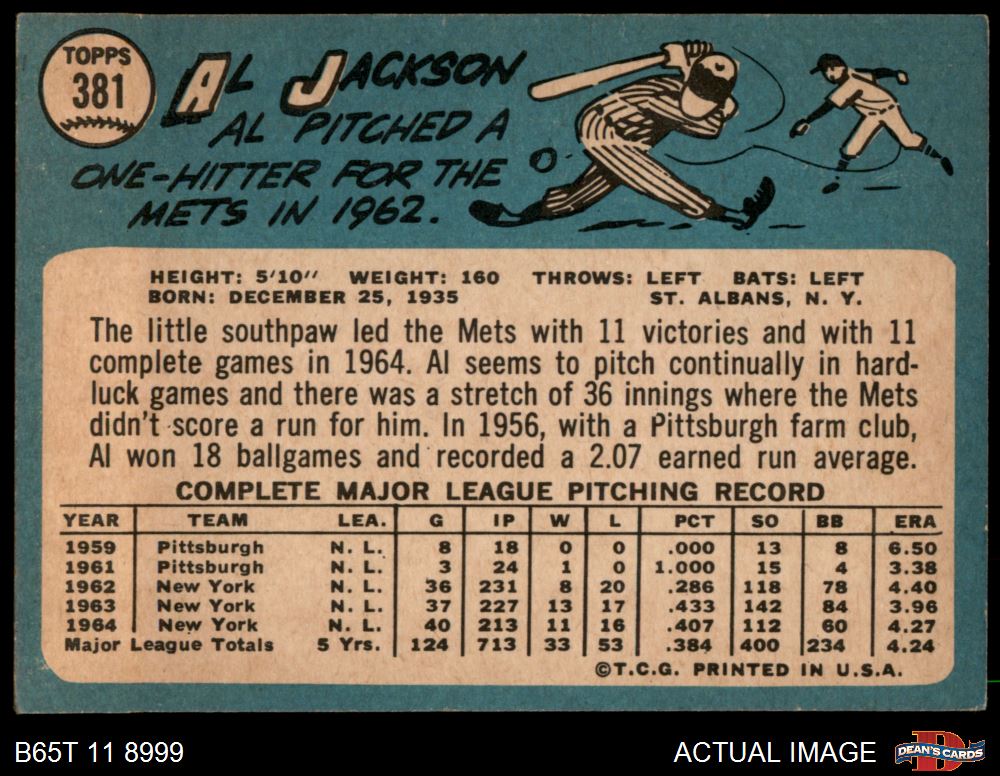 TOPPS
381
AL JACKSON
AL PITCHED A
ONE-HITTER FOR THE
METS IN 1962.
HEIGHT: 5'10" WEIGHT: 160 THROWS: LEFT BATS: LEFT
BORN: DECEMBER 25, 1935 ST. ALBANS, N. Y.
The little southpaw led the Mets with 11 victories and with 11
complete games in 1964. Al seems to pitch continually in hard-
luck games and there was a stretch of 36 innings where the Mets
didn't score a run for him. In 1956, with a Pittsburgh farm club,
Al won 18 ballgames and recorded a 2.07 earned run average.
COMPLETE MAJOR LEAGUE PITCHING RECORD
YEAR TEAM LEA. G IP W L PCT SO BB ERA
1959 Pittsburgh N. L. 8 18 0 0 .000 13 8 6.50
1961 Pittsburgh N. L. 3 24 1 0 1.000 15 4 3.38
1962 New York N. L. 36 231 8 20 .286 118 78 4.40
1963 New York N. L. 37 227 13 17 .433 142 84 3.96
1964 New York N. L. 40 213 11 16 .407 112 60 4.27
Major League Totals 5 Yrs. 124 713 33 53 .384 400 234 4.24
©T.C.G. PRINTED IN U.S.A.
B65T 11 8999 ACTUAL IMAGE D DEAN'S CARDS